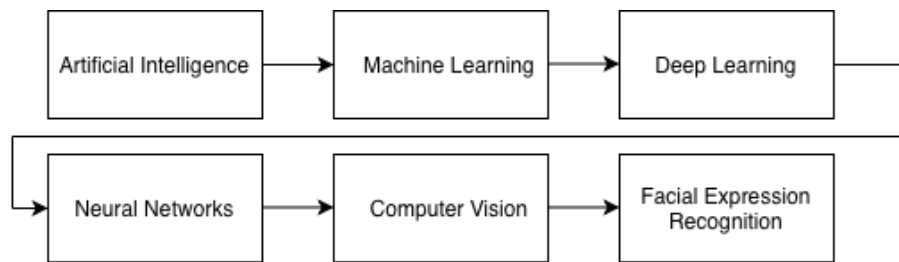 Artificial Intelligence
Machine Learning
Deep Learning
Neural Networks
Computer Vision
Facial Expression
Recognition